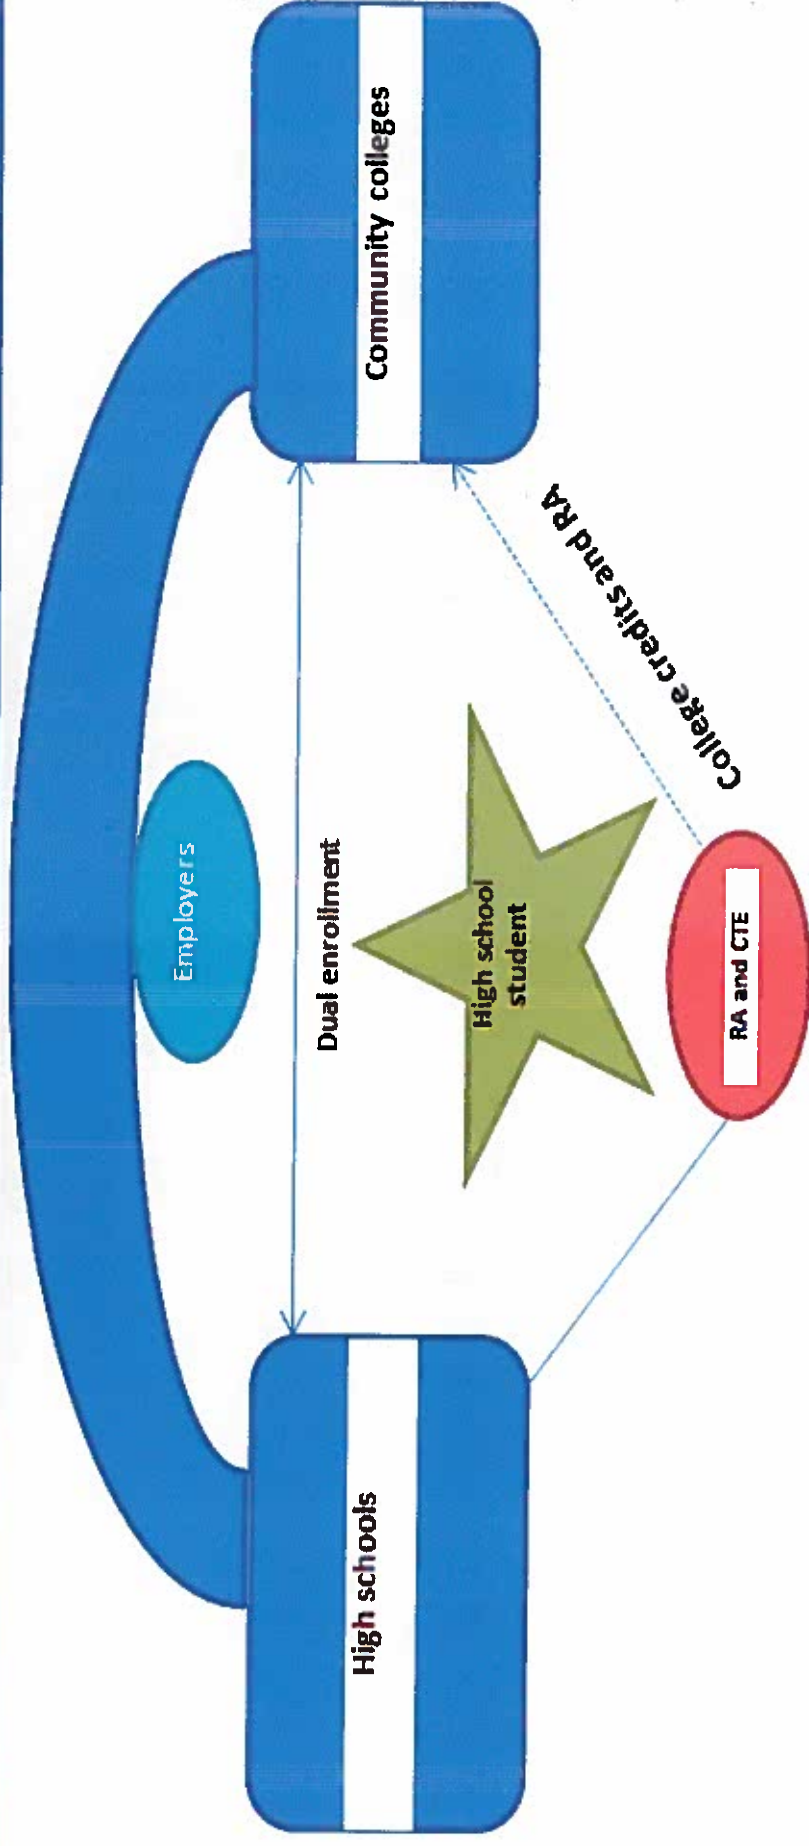 Employers
High schools
Dual enrollment
Community colleges
High school
student
College credits and RA
RA and CTE